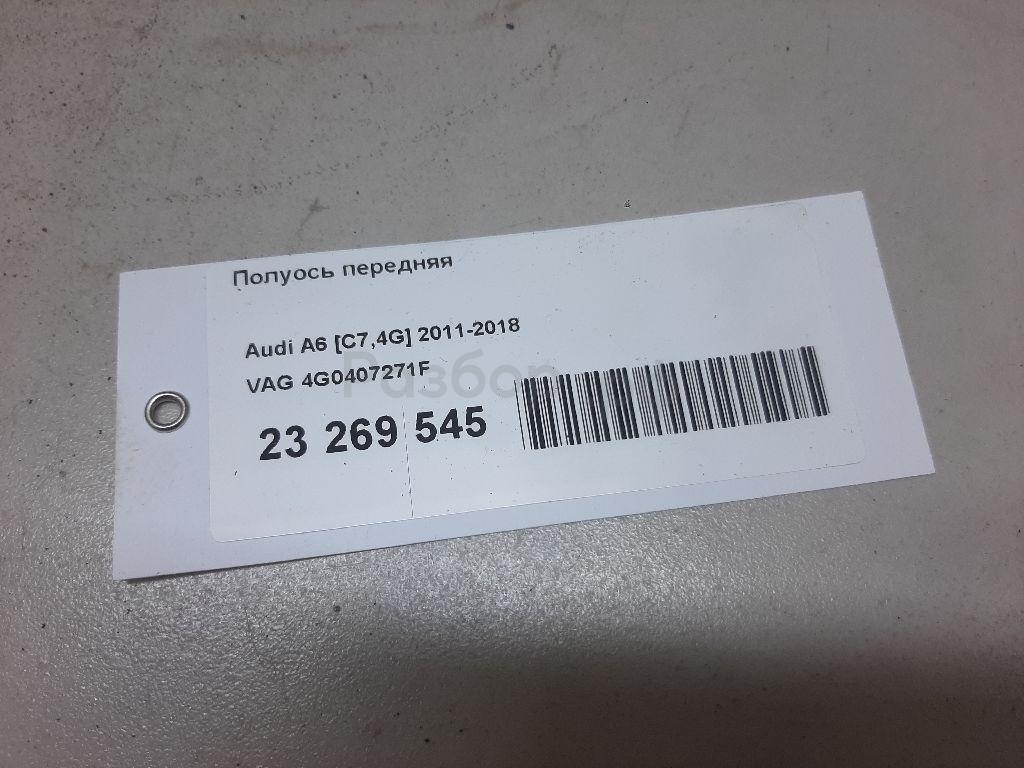 Полуось передняя
Audi A6 [C7,4G] 2011-2018
VAG 4G0407271F
23 269 545